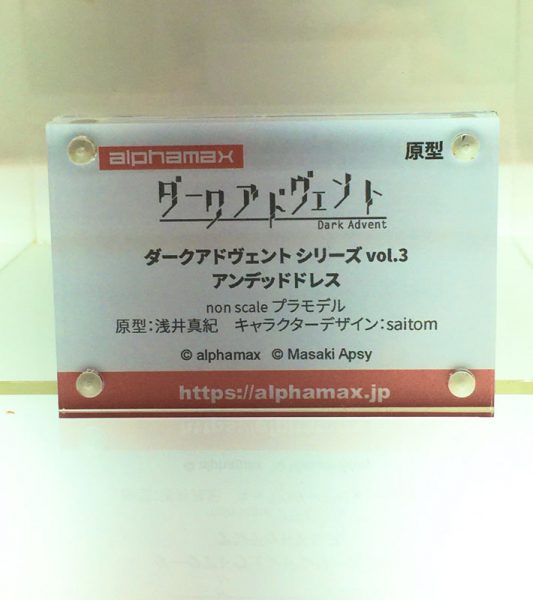 alphamax
原型
ダークアドヴェント
Dark Advent
ダークアドヴェント シリーズ vol.3
アンデッドドレス
non scale プラモデル
原型：浅井真紀　キャラクターデザイン：saitom
© alphamax © Masaki Apsy
https://alphamax.jp